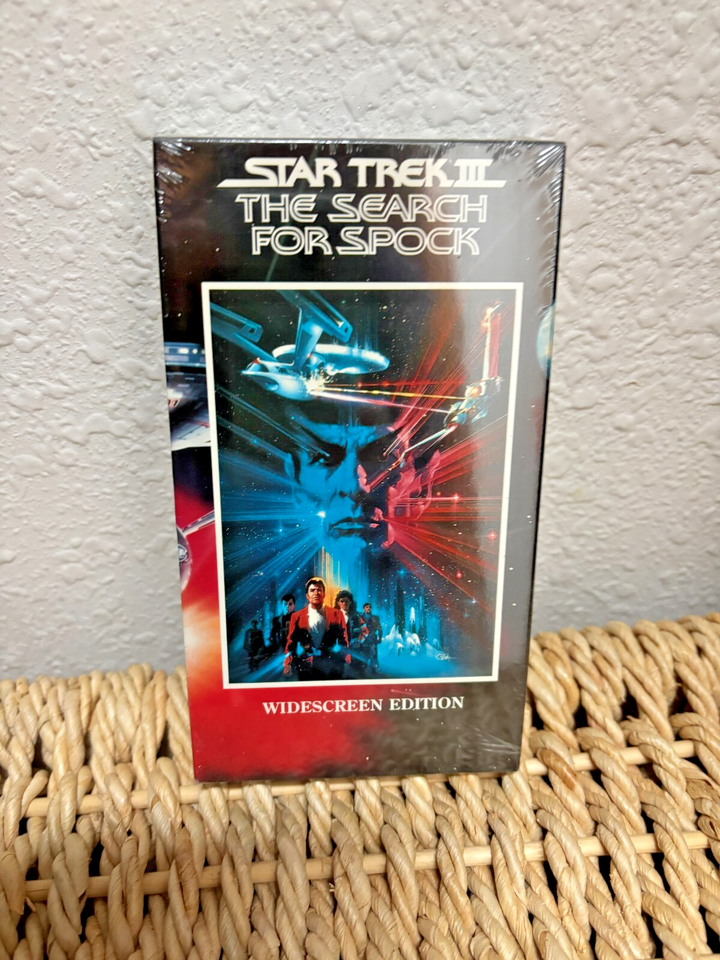 STAR TREK III
THE SEARCH
FOR SPOCK
WIDESCREEN EDITION